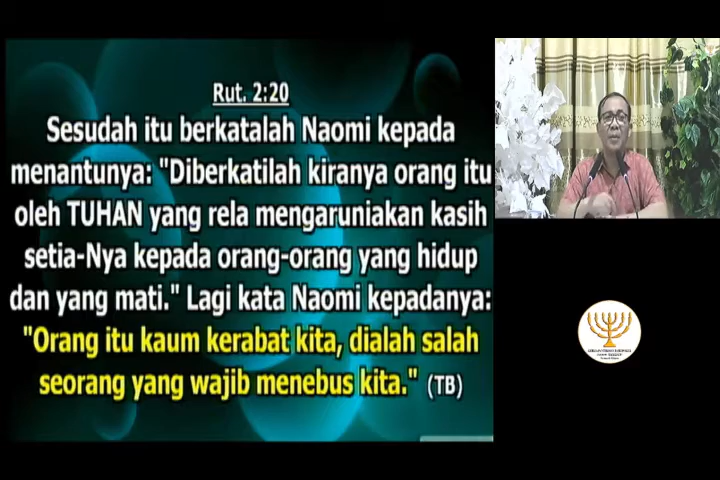 Rut. 2:20
Sesudah itu berkatalah Naomi kepada
menantunya: "Diberkatilah kiranya orang itu
oleh TUHAN yang rela mengaruniakan kasih
setia-Nya kepada orang-orang yang hidup
dan yang mati." Lagi kata Naomi kepadanya:
"Orang itu kaum kerabat kita, dialah salah
seorang yang wajib menebus kita." (TB)